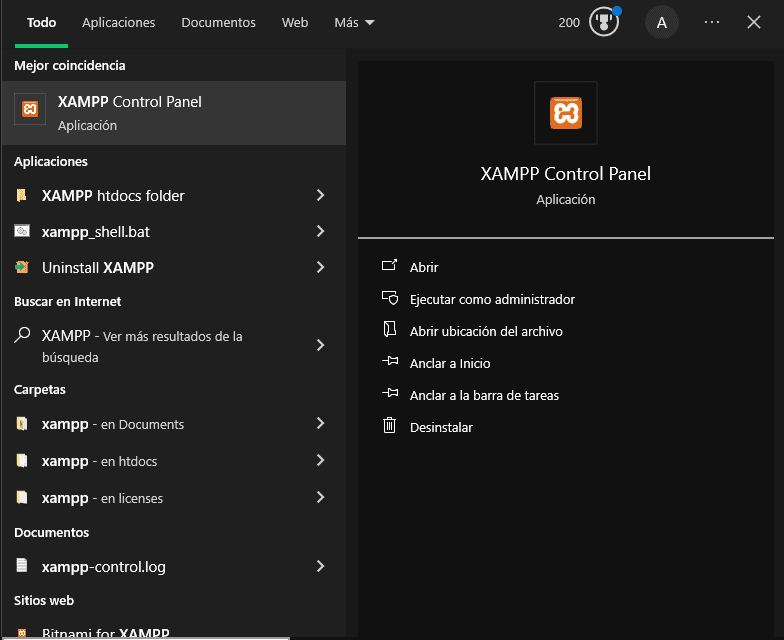 Todo Aplicaciones Documentos Web Más 200 A
Mejor coincidencia
XAMPP Control Panel
Aplicación
Aplicaciones
XAMPP htdocs folder
xampp_shell.bat
Uninstall XAMPP
Buscar en Internet
XAMPP - Ver más resultados de la
búsqueda
Carpetas
xampp - en Documents
xampp - en htdocs
xampp - en licenses
Documentos
xampp-control.log
Sitios web
Bitnami for XAMPP
XAMPP Control Panel
Aplicación
Abrir
Ejecutar como administrador
Abrir ubicación del archivo
Anclar a Inicio
Anclar a la barra de tareas
Desinstalar